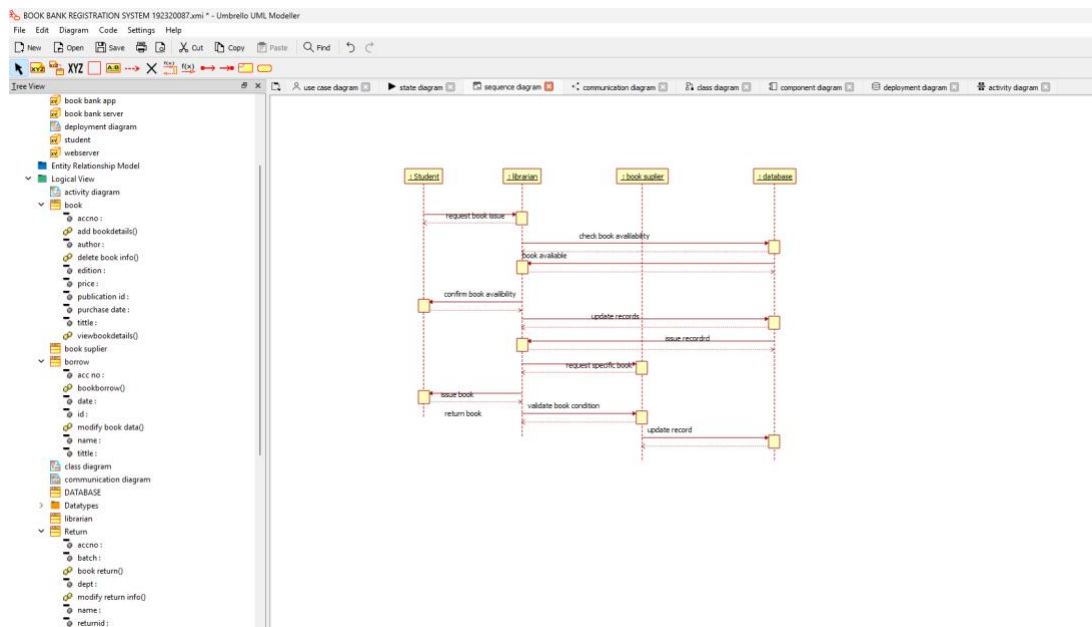 BOOK BANK REGISTRATION SYSTEM 192320087.xmi * - Umbrello UML Modeller
File Edit Diagram Code Settings Help
New Open Save Cut Copy Paste Find
XYZ XYZ A:B f(x) f(x)
Tree View
use case diagram state diagram sequence diagram communication diagram class diagram component diagram deployment diagram activity diagram
book bank app
book bank server
deployment diagram
student
webserver
Entity Relationship Model
Logical View
activity diagram
book
accno :
add bookdetails()
author :
delete book info()
edition :
price :
publication id :
purchase date :
tittle :
viewbookdetails()
book suplier
borrow
acc no :
bookborrow()
date :
id :
modify book data()
name :
tittle :
class diagram
communication diagram
DATABASE
Datatypes
librarian
Return
accno :
batch :
book return()
dept :
modify return info()
name :
returnid :
: Student : librarian : book suplier : database
request book issue
check book avalilability
book avaliable
confirm book availibility
update records
issue recordrd
request specific book
issue book
validate book condition
return book
update record